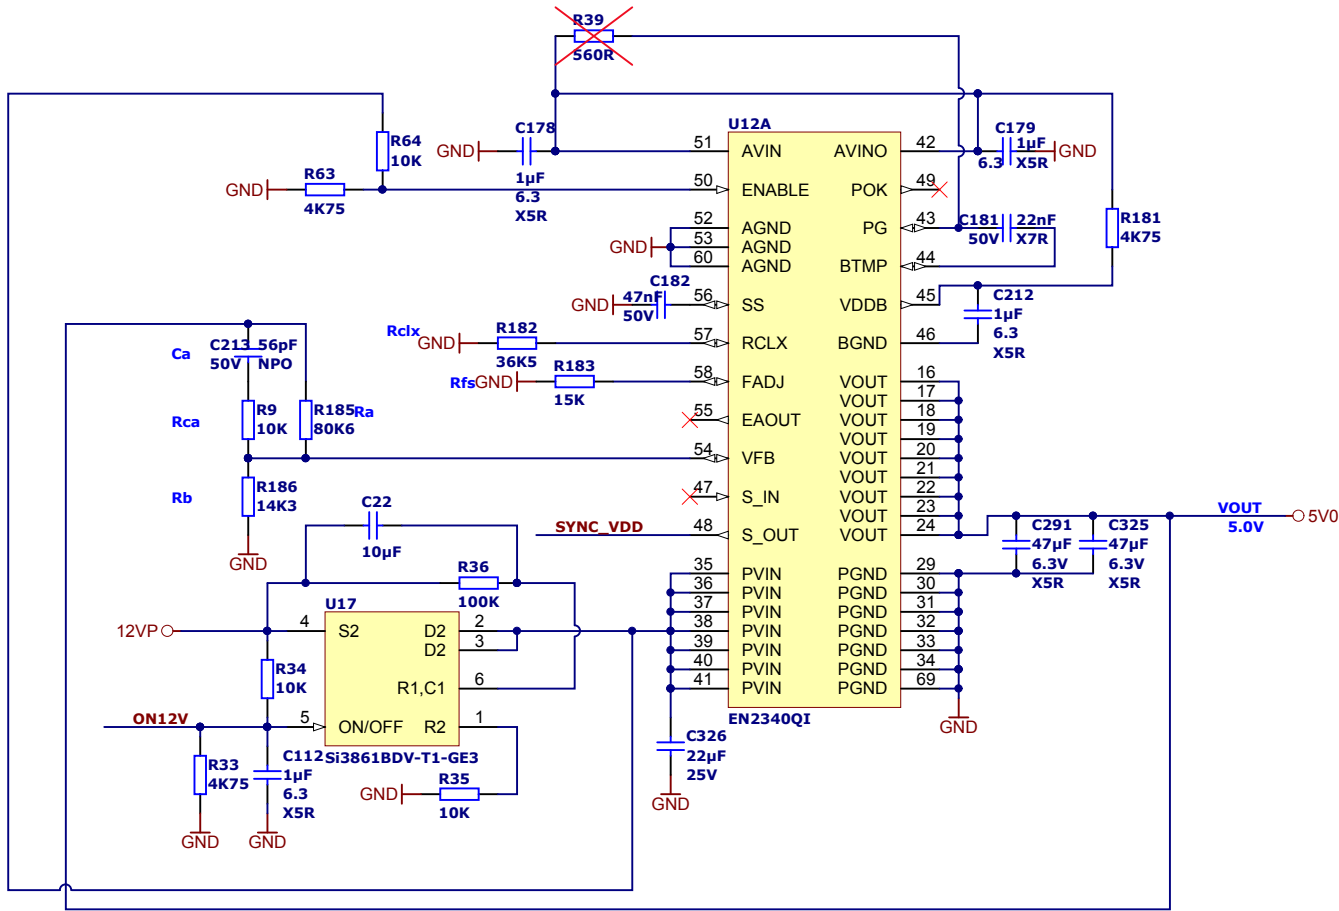 R39
560R
U12A
C178
1µF
6.3
X5R
GND
51
AVIN
AVINO
42
C179
1µF
6.3
X5R
GND
R64
10K
R63
4K75
GND
50
ENABLE
POK
49
52
AGND
PG
43
C181
50V
22nF
X7R
R181
4K75
GND
53
AGND
60
AGND
BTMP
44
C182
47nF
50V
GND
56
SS
VDDB
45
C212
1µF
6.3
X5R
Rclx
GND
R182
36K5
57
RCLX
BGND
46
Ca
C213
50V
56pF
NPO
Rfs
GND
R183
15K
58
FADJ
VOUT
16
VOUT
17
Rca
R9
10K
R185
80K6
Ra
55
EAOUT
VOUT
18
VOUT
19
54
VFB
VOUT
20
VOUT
21
Rb
R186
14K3
GND
47
S_IN
VOUT
22
VOUT
23
C22
10µF
SYNC_VDD
48
S_OUT
VOUT
24
C291
47µF
6.3V
X5R
C325
47µF
6.3V
X5R
VOUT
5.0V
5V0
R36
100K
35
PVIN
PGND
29
36
PVIN
PGND
30
37
PVIN
PGND
31
38
PVIN
PGND
32
39
PVIN
PGND
33
40
PVIN
PGND
34
41
PVIN
PGND
69
GND
EN2340QI
U17
12VP
4
S2
D2
2
D2
3
R34
10K
R1,C1
6
ON12V
5
ON/OFF
R2
1
Si3861BDV-T1-GE3
R33
4K75
GND
C112
1µF
6.3
X5R
GND
GND
R35
10K
C326
22µF
25V
GND